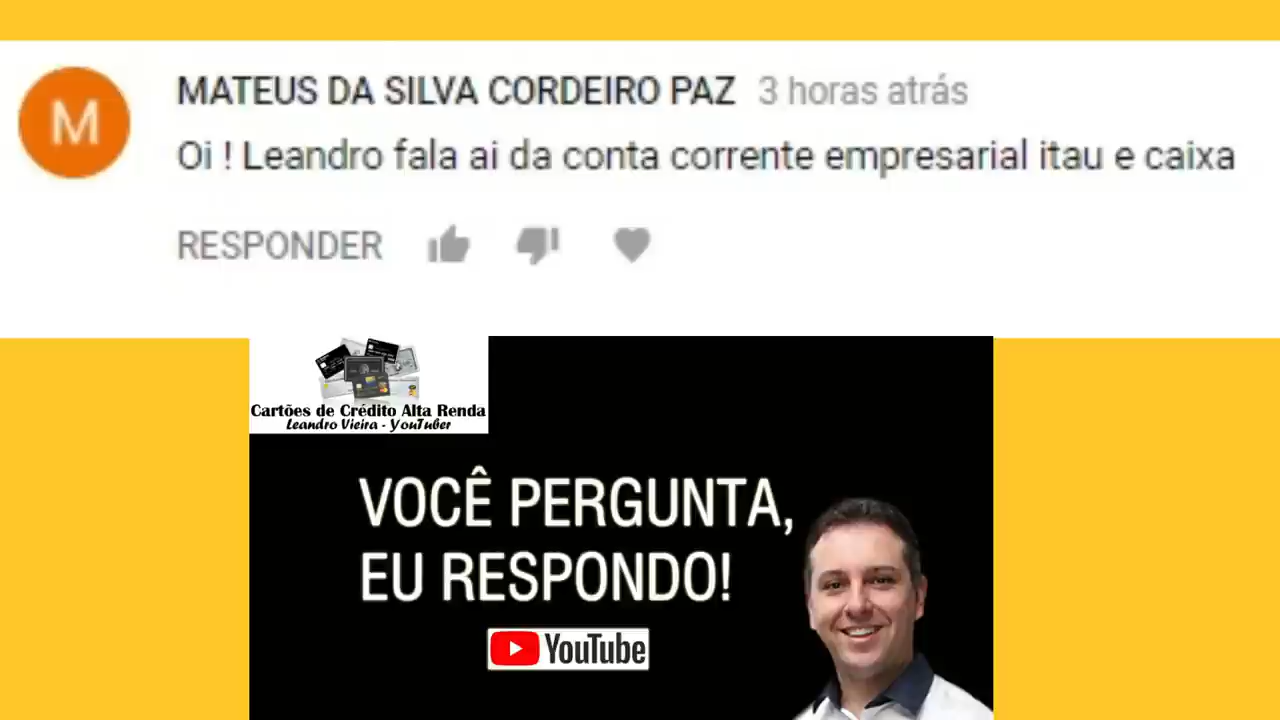 M
MATEUS DA SILVA CORDEIRO PAZ 3 horas atrás
Oi ! Leandro fala ai da conta corrente empresarial itau e caixa
RESPONDER
Cartões de Crédito Alta Renda
Leandro Vieira - YouTuber
VOCÊ PERGUNTA,
EU RESPONDO!
YouTube